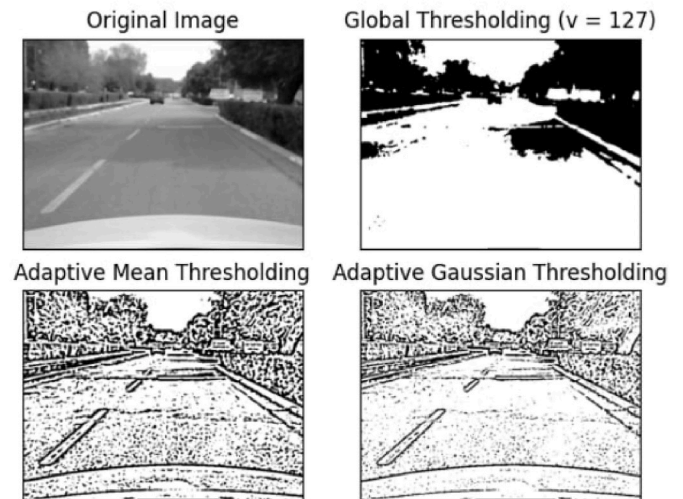 Original Image
Global Thresholding (v = 127)
Adaptive Mean Thresholding
Adaptive Gaussian Thresholding